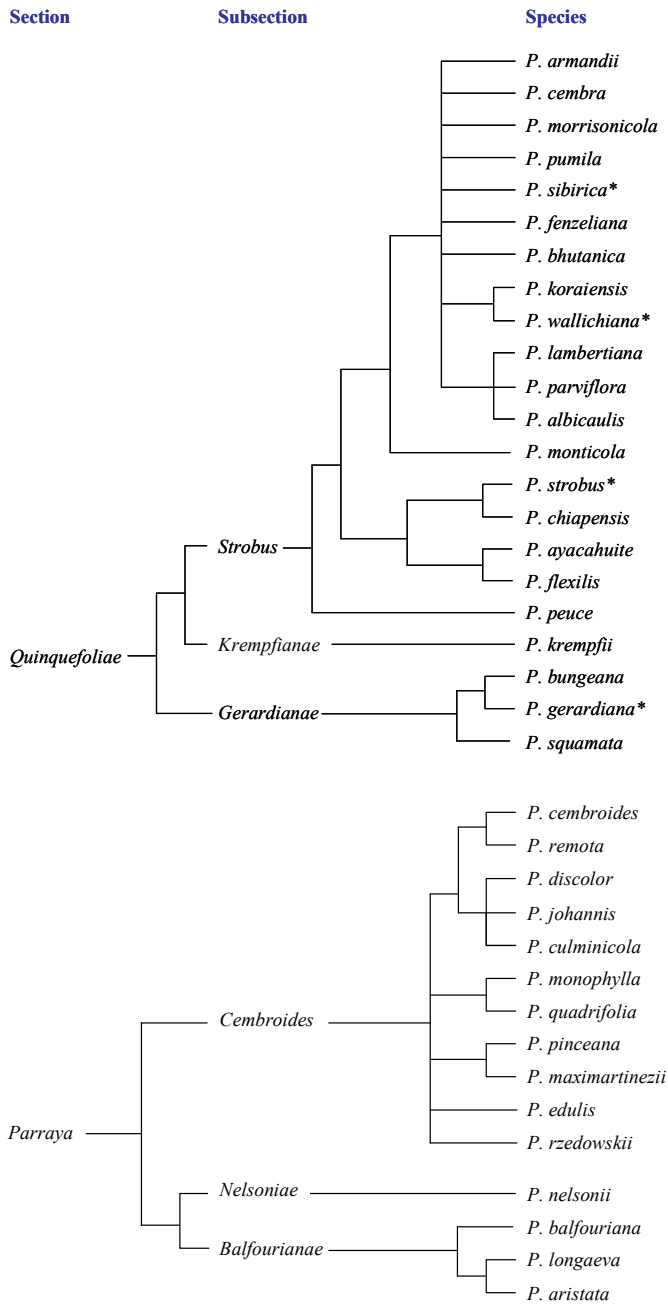 Section Subsection Species
P. armandii
P. cembra
P. morrisonicola
P. pumila
P. sibirica*
P. fenzeliana
P. bhutanica
P. koraiensis
P. wallichiana*
P. lambertiana
P. parviflora
P. albicaulis
P. monticola
P. strobus*
P. chiapensis
Strobus P. ayacahuite
P. flexilis
P. peuce
Quinquefoliae Krempfianae P. krempfii
P. bungeana
Gerardianae P. gerardiana*
P. squamata
P. cembroides
P. remota
P. discolor
P. johannis
P. culminicola
P. monophylla
Cembroides P. quadrifolia
P. pinceana
P. maximartinezii
P. edulis
Parraya P. rzedowskii
Nelsoniae P. nelsonii
P. balfouriana
Balfourianae P. longaeva
P. aristata